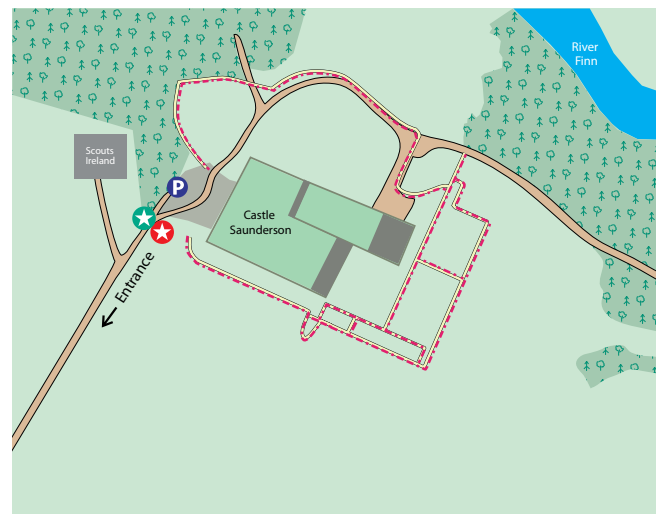 River
Finn
Scouts
Ireland
P
Castle
Saunderson
Entrance